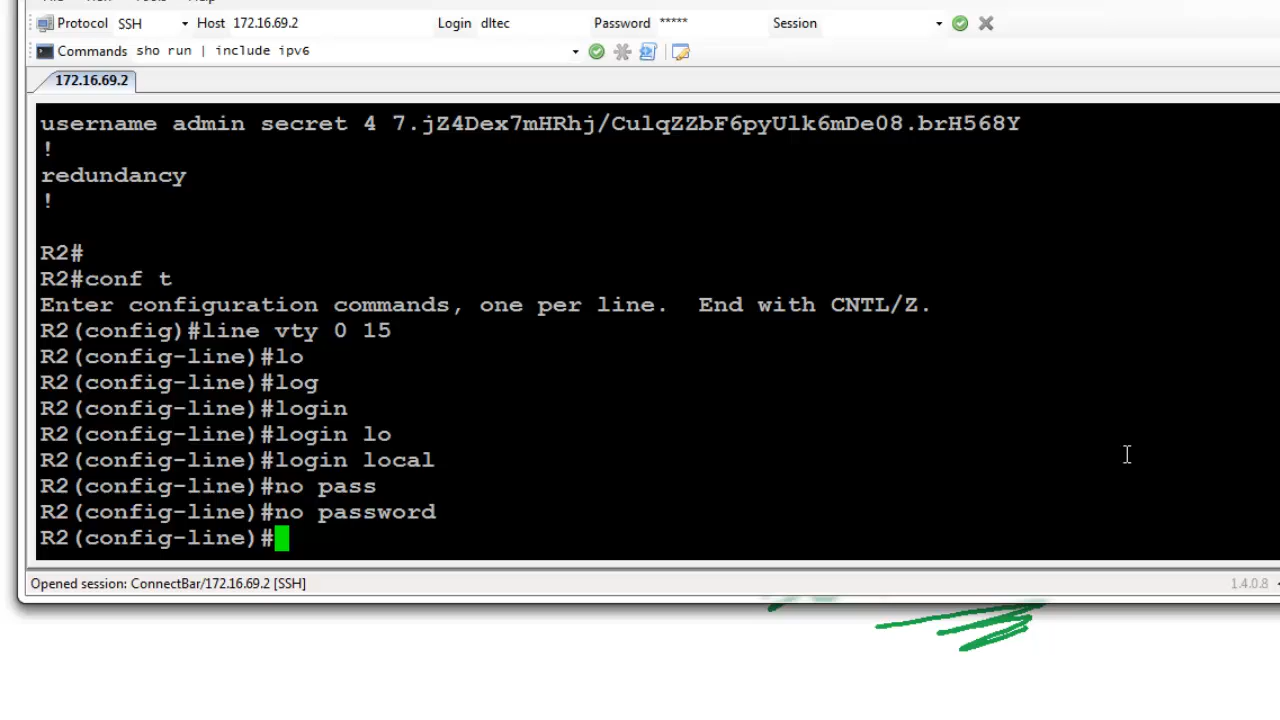 Protocol SSH Host 172.16.69.2 Login dltec Password ***** Session
Commands sho run | include ipv6
172.16.69.2
username admin secret 4 7.jZ4Dex7mHRhj/CulqZZbF6pyUlk6mDe08.brH568Y
!
redundancy
!
R2#
R2#conf t
Enter configuration commands, one per line.  End with CNTL/Z.
R2(config)#line vty 0 15
R2(config-line)#lo
R2(config-line)#log
R2(config-line)#login
R2(config-line)#login lo
R2(config-line)#login local
R2(config-line)#no pass
R2(config-line)#no password
R2(config-line)#
Opened session: ConnectBar/172.16.69.2 [SSH] 1.4.0.8